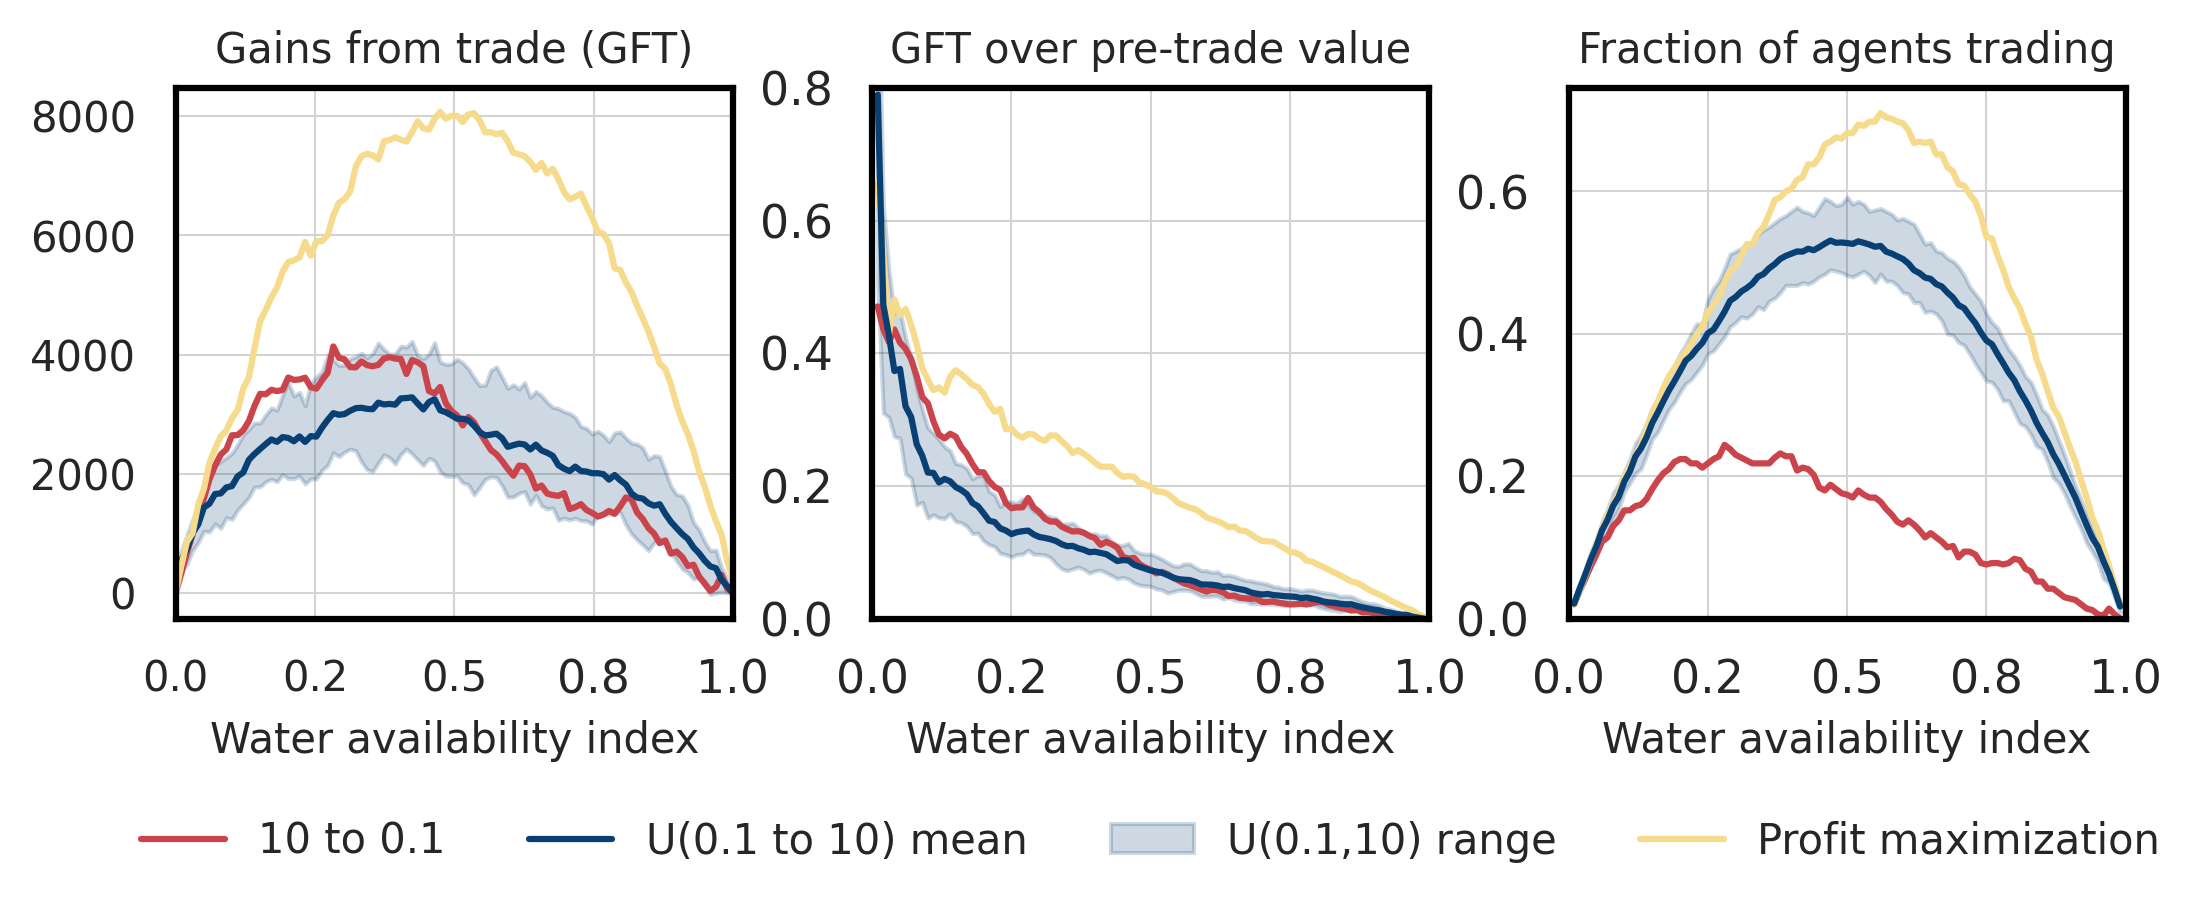 Gains from trade (GFT)
8000
6000
4000
2000
0
0.0 0.2 0.5 0.8 1.0
Water availability index
GFT over pre-trade value
0.8
0.6
0.4
0.2
0.0
0.0 0.2 0.5 0.8 1.0
Water availability index
Fraction of agents trading
0.6
0.4
0.2
0.0
0.0 0.2 0.5 0.8 1.0
Water availability index
10 to 0.1
U(0.1 to 10) mean
U(0.1,10) range
Profit maximization